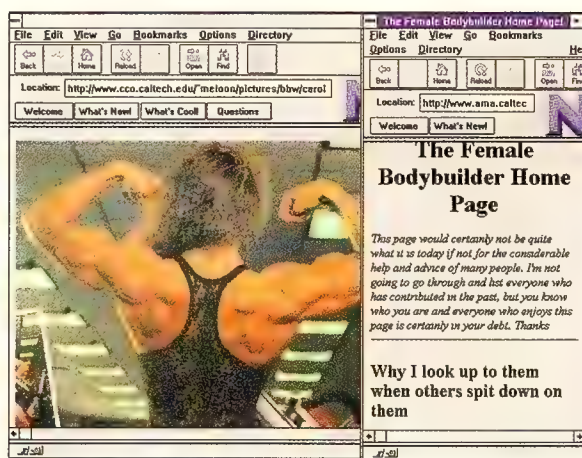 File Edit View Go Bookmarks Options Directory
Back Home Reload Open Find
Location: http://www.cco.caltech.edu/~meloon/pictures/bbw/carol
Welcome What's New! What's Cool! Questions
The Female Bodybuilder Home Page!
File Edit View Go Bookmarks
Options Directory He
Back Home Reload Open Fin
Location: http://www.ama.caltec
Welcome What's New!
The Female
Bodybuilder Home
Page
This page would certainly not be quite
what it is today if not for the considerable
help and advice of many people. I'm not
going to go through and list everyone who
has contributed in the past, but you know
who you are and everyone who enjoys this
page is certainly in your debt. Thanks
Why I look up to them
when others spit down on
them